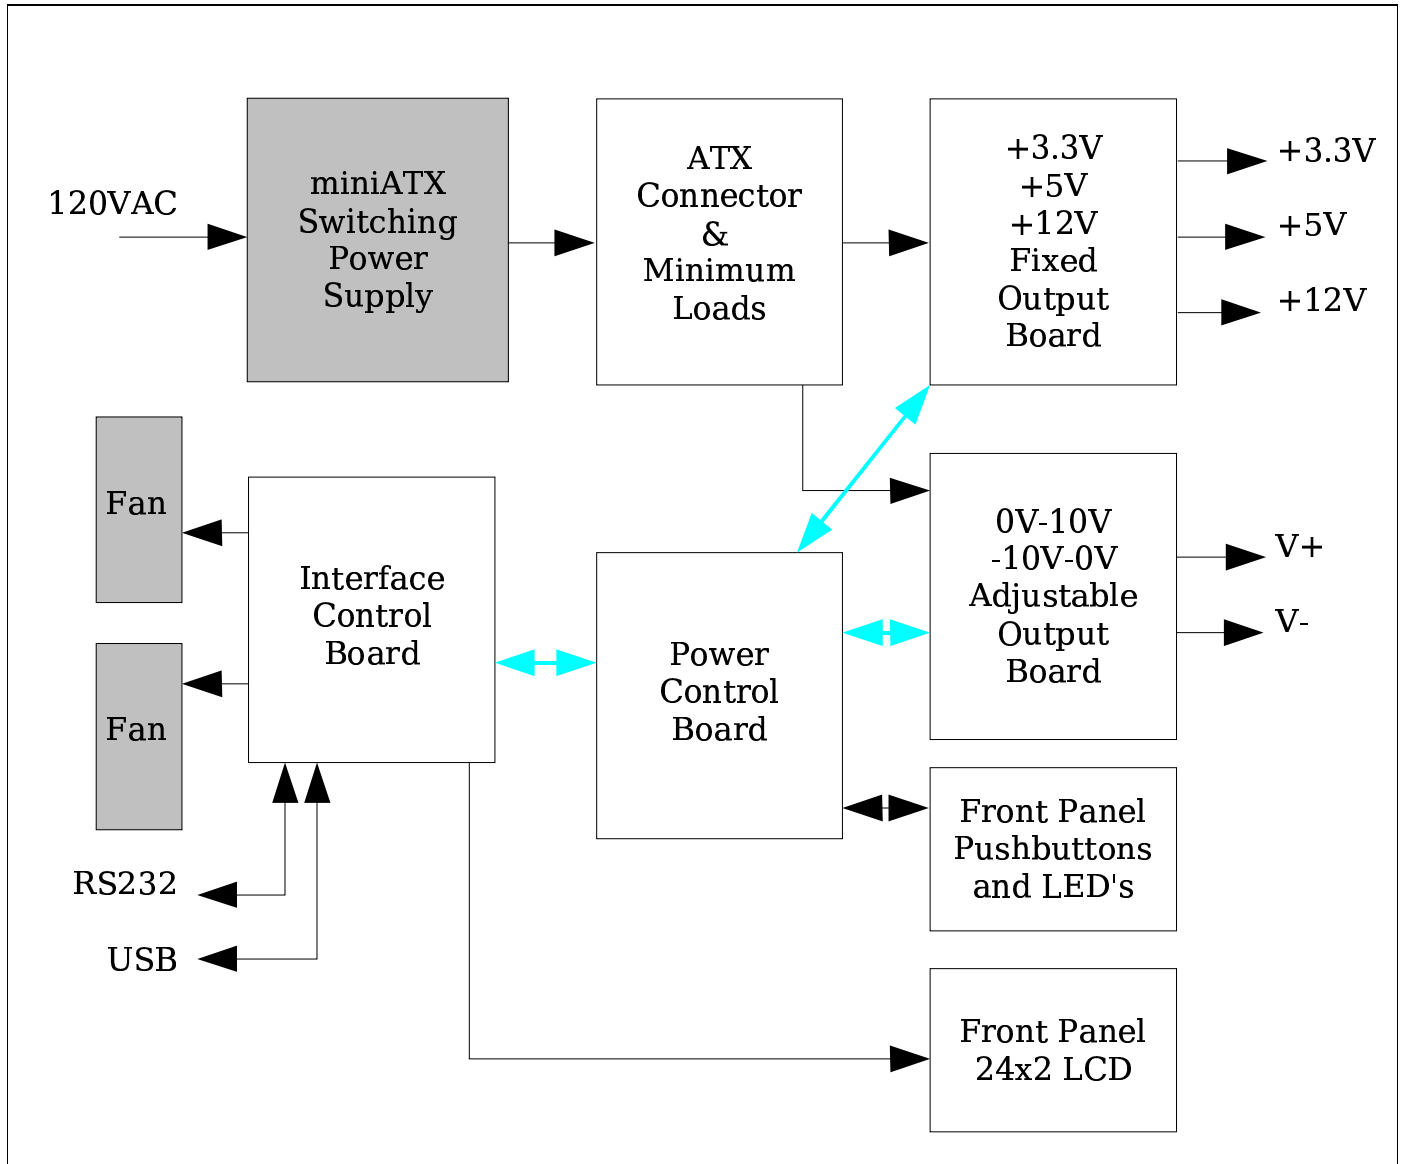 120VAC
miniATX
Switching
Power
Supply
ATX
Connector
&
Minimum
Loads
+3.3V
+5V
+12V
Fixed
Output
Board
+3.3V
+5V
+12V
Fan
Fan
Interface
Control
Board
Power
Control
Board
0V-10V
-10V-0V
Adjustable
Output
Board
V+
V-
Front Panel
Pushbuttons
and LED's
RS232
USB
Front Panel
24x2 LCD